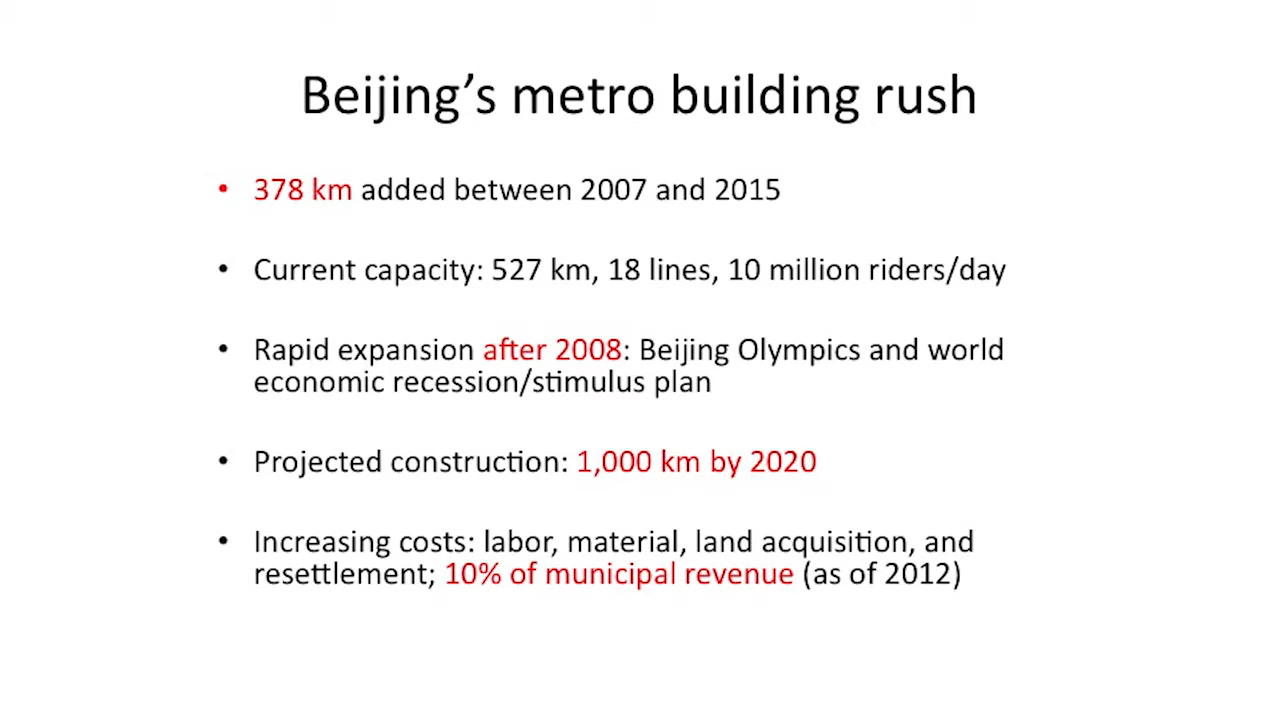 Beijing's metro building rush
• 378 km added between 2007 and 2015
• Current capacity: 527 km, 18 lines, 10 million riders/day
• Rapid expansion after 2008: Beijing Olympics and world
economic recession/stimulus plan
• Projected construction: 1,000 km by 2020
• Increasing costs: labor, material, land acquisition, and
resettlement; 10% of municipal revenue (as of 2012)